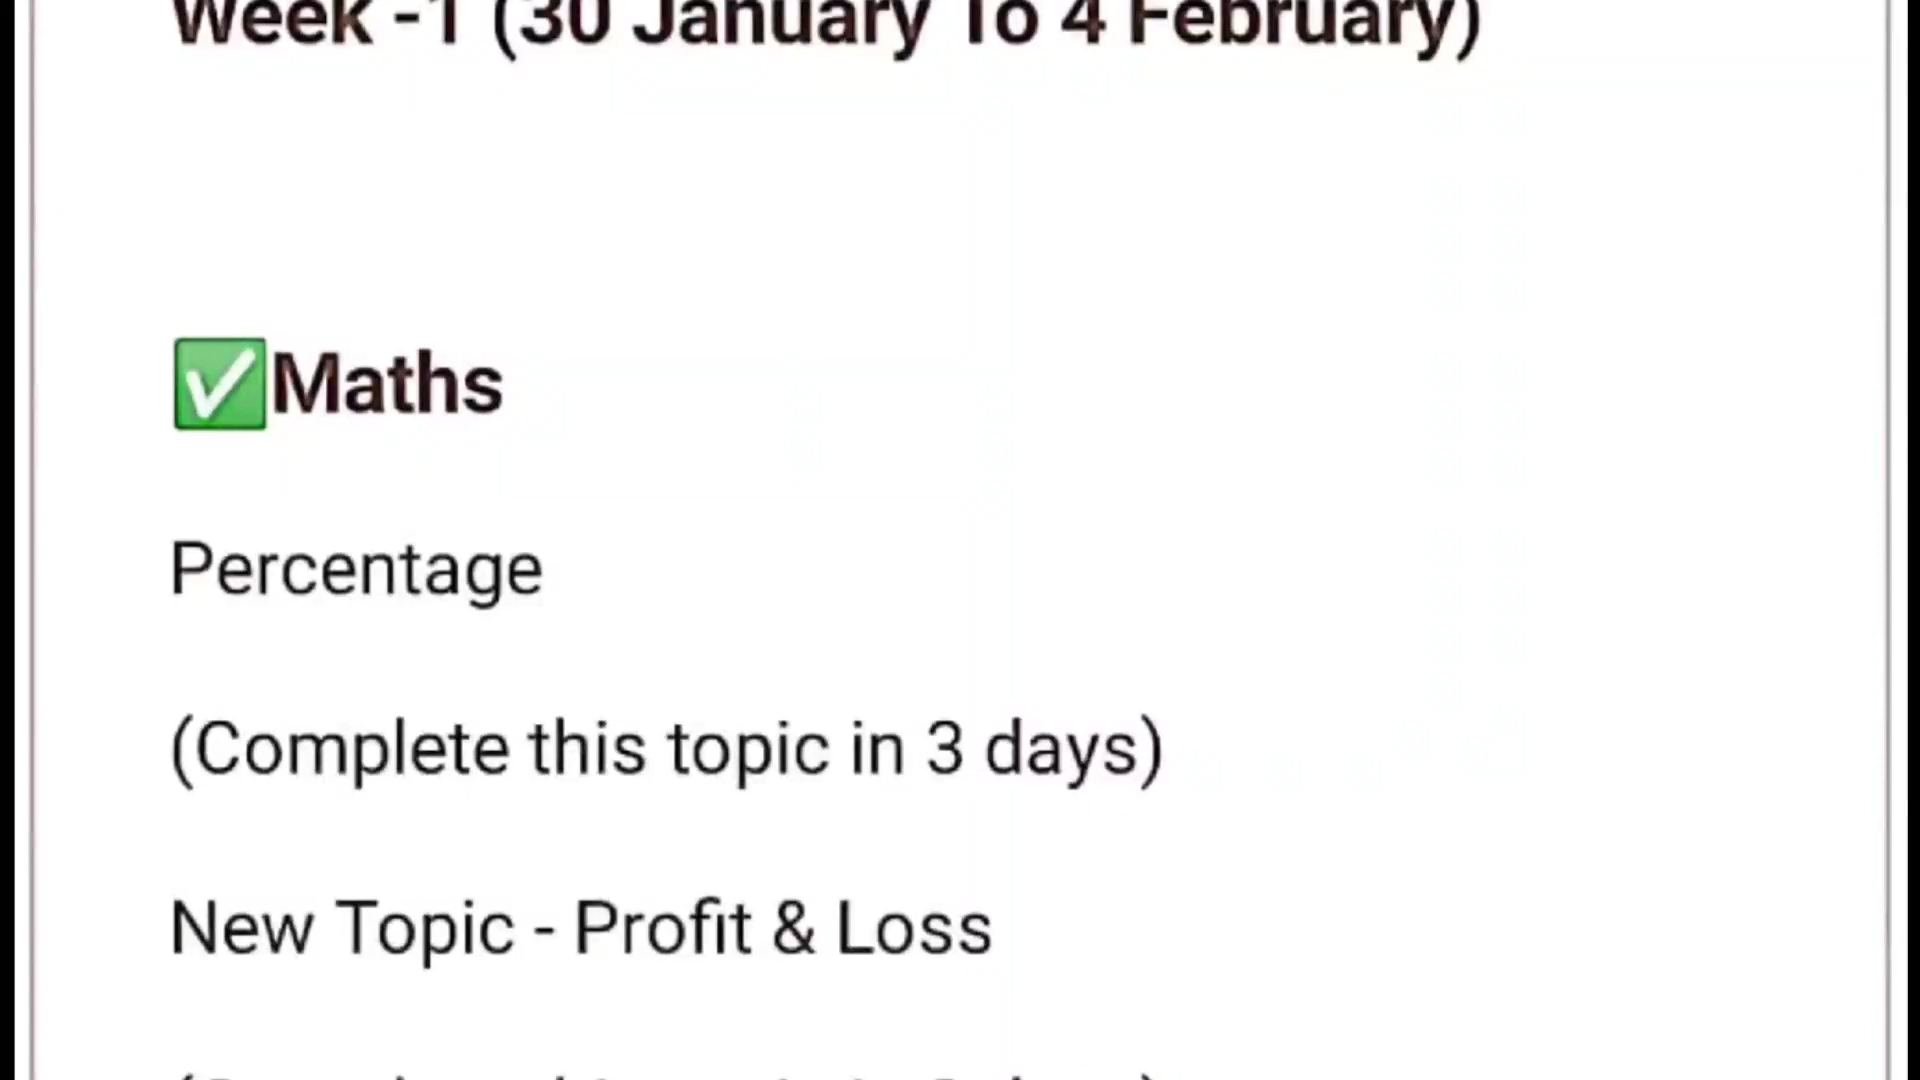 Week -1 (30 January To 4 February)
✅Maths
Percentage
(Complete this topic in 3 days)
New Topic - Profit & Loss